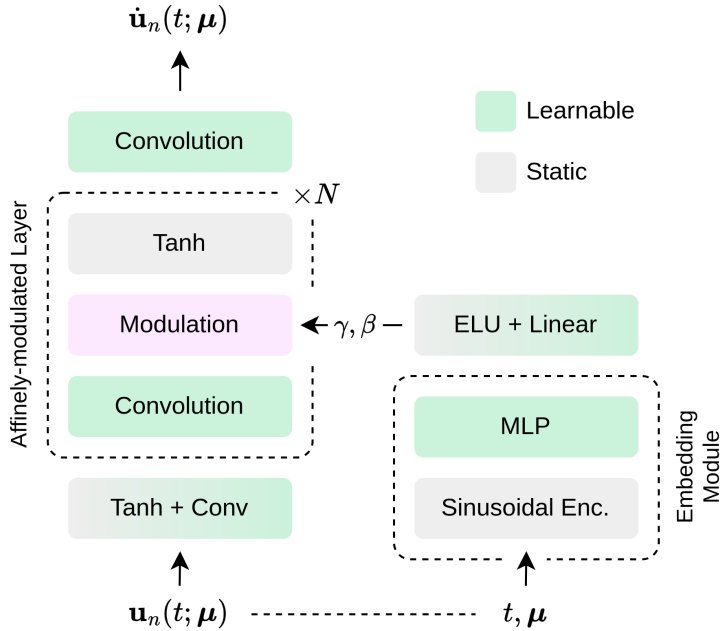 u̇ₙ(t; μ)
Convolution
Learnable
Static
×N
Tanh
Affinely-modulated Layer
Modulation
γ, β
ELU + Linear
Convolution
MLP
Embedding
Module
Tanh + Conv
Sinusoidal Enc.
uₙ(t; μ)
t, μ